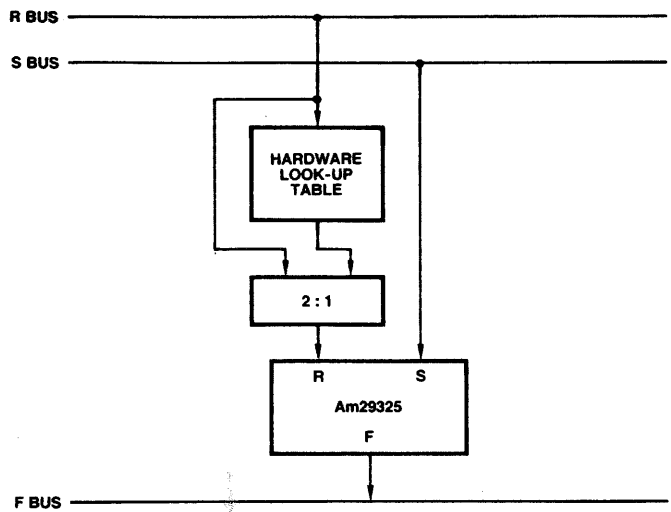 R BUS
S BUS
HARDWARE
LOOK-UP
TABLE
2 : 1
R
S
Am29325
F
F BUS